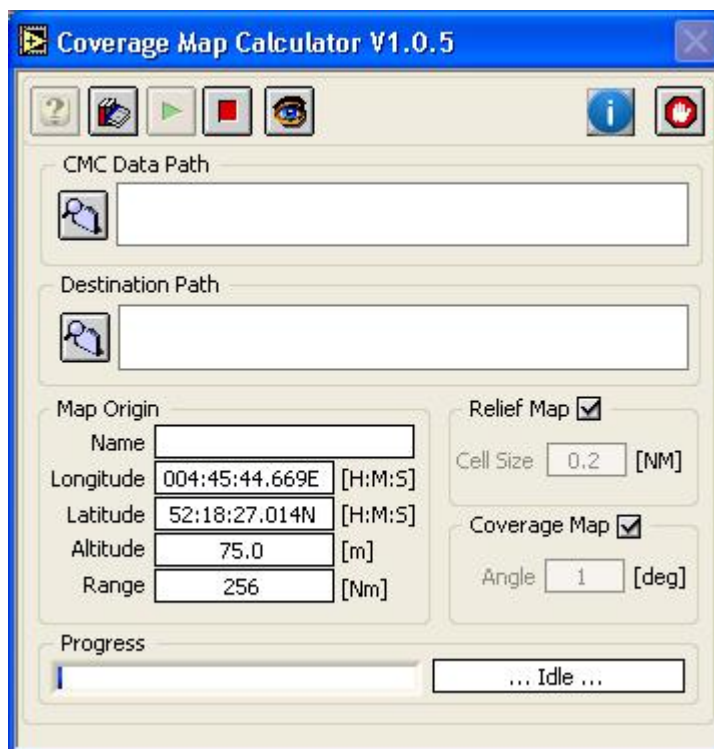 Coverage Map Calculator V1.0.5
?
i
CMC Data Path
Destination Path
Map Origin
Name
Longitude 004:45:44.669E [H:M:S]
Latitude 52:18:27.014N [H:M:S]
Altitude 75.0 [m]
Range 256 [Nm]
Relief Map
Cell Size 0.2 [NM]
Coverage Map
Angle 1 [deg]
Progress
... Idle ...